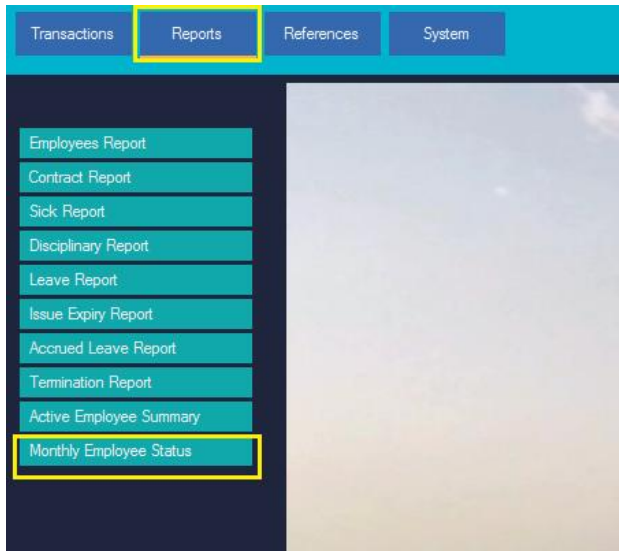 Transactions Reports References System
Employees Report
Contract Report
Sick Report
Disciplinary Report
Leave Report
Issue Expiry Report
Accrued Leave Report
Termination Report
Active Employee Summary
Monthly Employee Status